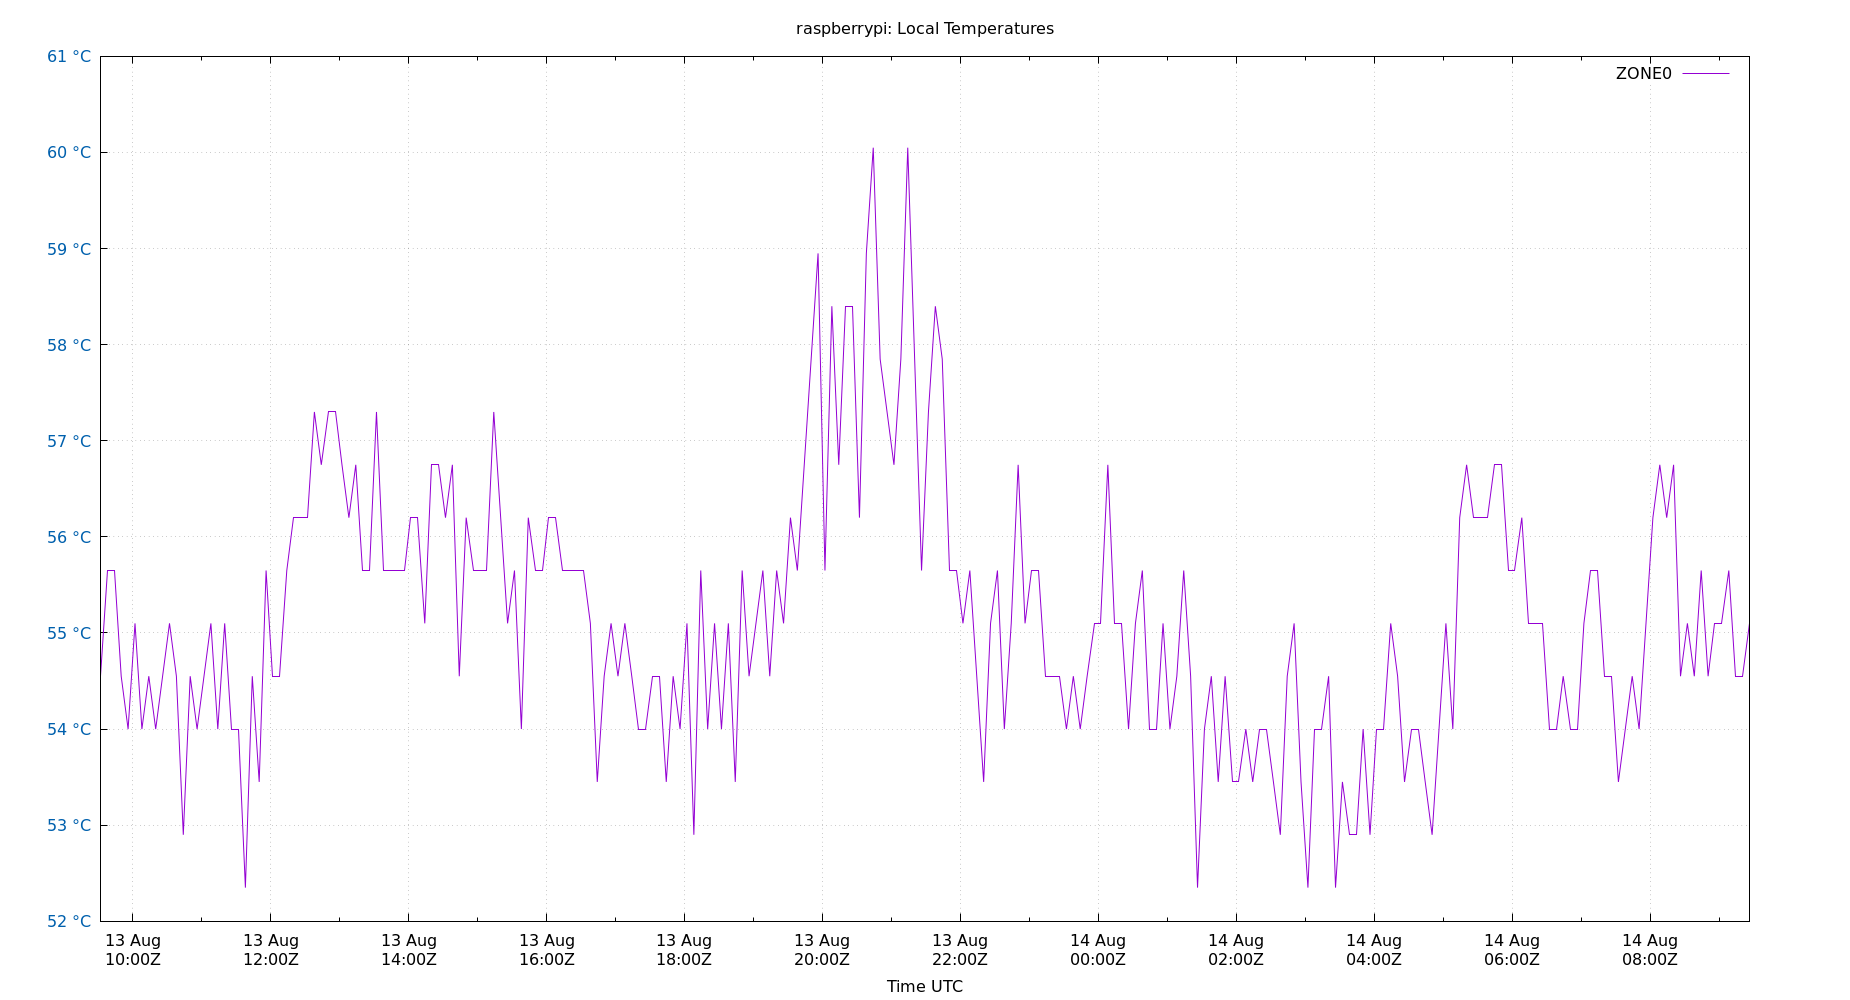 raspberrypi: Local Temperatures
61 °C
ZONE0
60 °C
59 °C
58 °C
57 °C
56 °C
55 °C
54 °C
53 °C
52 °C
13 Aug 13 Aug 13 Aug 13 Aug 13 Aug 13 Aug 13 Aug 14 Aug 14 Aug 14 Aug 14 Aug 14 Aug
10:00Z 12:00Z 14:00Z 16:00Z 18:00Z 20:00Z 22:00Z 00:00Z 02:00Z 04:00Z 06:00Z 08:00Z
Time UTC